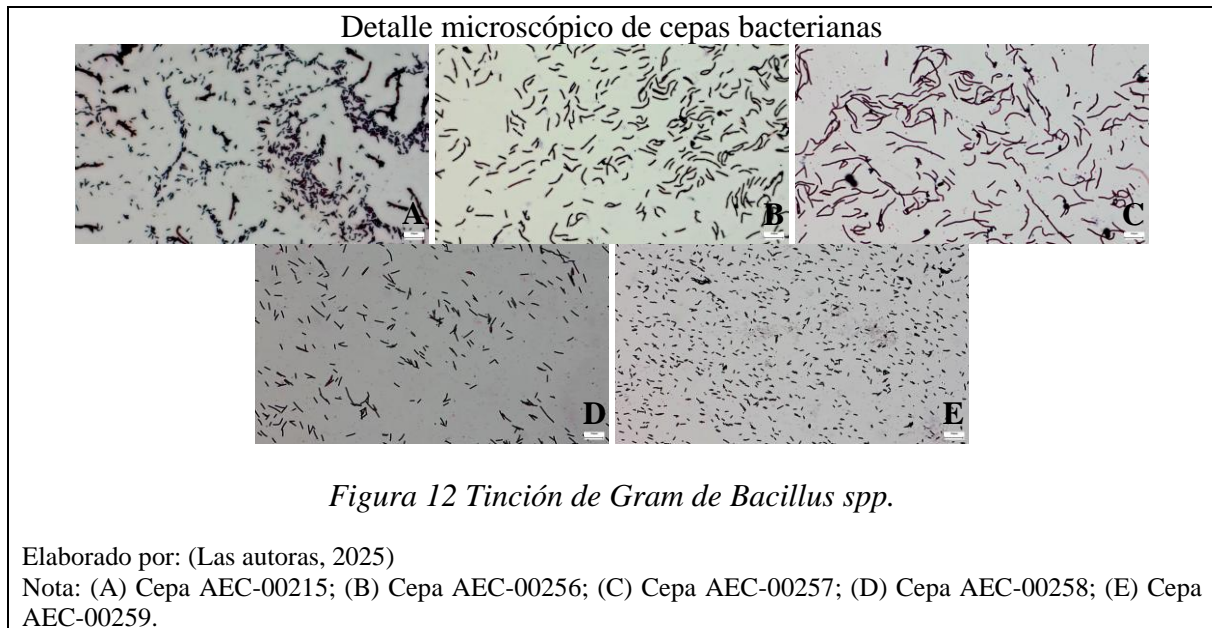 Detalle microscópico de cepas bacterianas
A
B
C
D
E
Figura 12 Tinción de Gram de Bacillus spp.
Elaborado por: (Las autoras, 2025)
Nota: (A) Cepa AEC-00215; (B) Cepa AEC-00256; (C) Cepa AEC-00257; (D) Cepa AEC-00258; (E) Cepa
AEC-00259.